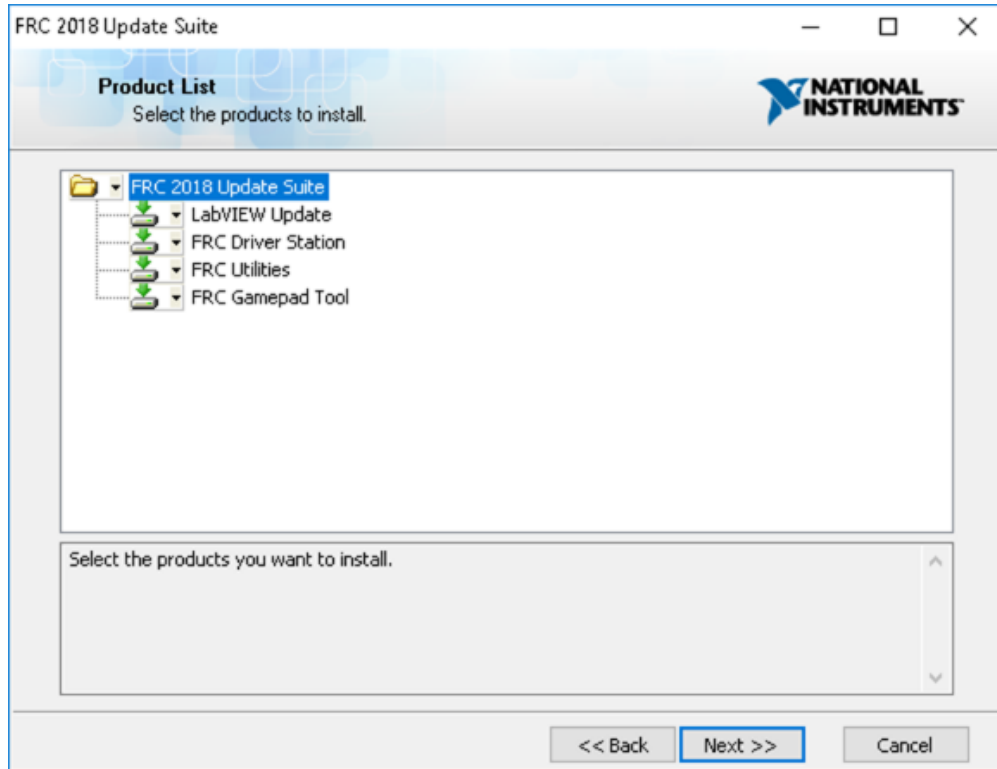 FRC 2018 Update Suite
Product List
Select the products to install.
NATIONAL
INSTRUMENTS™
FRC 2018 Update Suite
LabVIEW Update
FRC Driver Station
FRC Utilities
FRC Gamepad Tool
Select the products you want to install.
<< Back Next >> Cancel